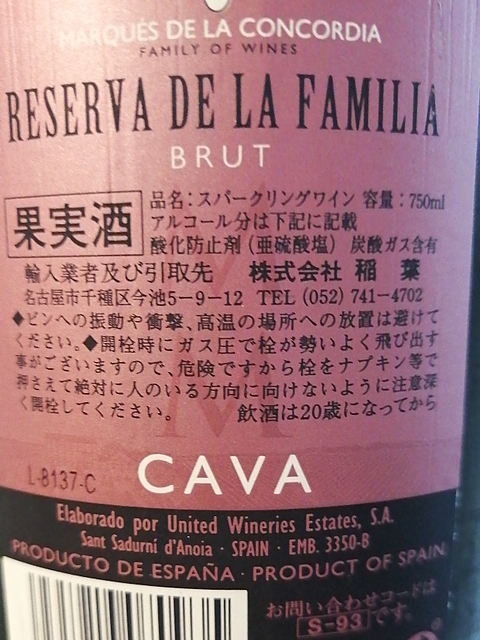 MARQUÉS DE LA CONCORDIA
FAMILY OF WINES
RESERVA DE LA FAMILIA
BRUT
果実酒
品名：スパークリングワイン 容量：750ml
アルコール分は下記に記載
酸化防止剤（亜硫酸塩） 炭酸ガス含有
輸入業者及び引取先 株式会社 稲葉
名古屋市千種区今池5－9－12 TEL (052) 741－4702
◆ビンへの振動や衝撃、高温の場所への放置は避けて
ください。◆開栓時にガス圧で栓が勢いよく飛び出す
事がございますので、危険ですから栓をナプキン等で
押さえて絶対に人のいる方向に向けないように注意深
く開栓してください。 飲酒は20歳になってから
L-8137-C
CAVA
Elaborado por United Wineries Estates, S.A.
Sant Sadurní d'Anoia · SPAIN · EMB. 3350-B
PRODUCTO DE ESPAÑA · PRODUCT OF SPAIN
お問い合わせコードは
S-93 です。